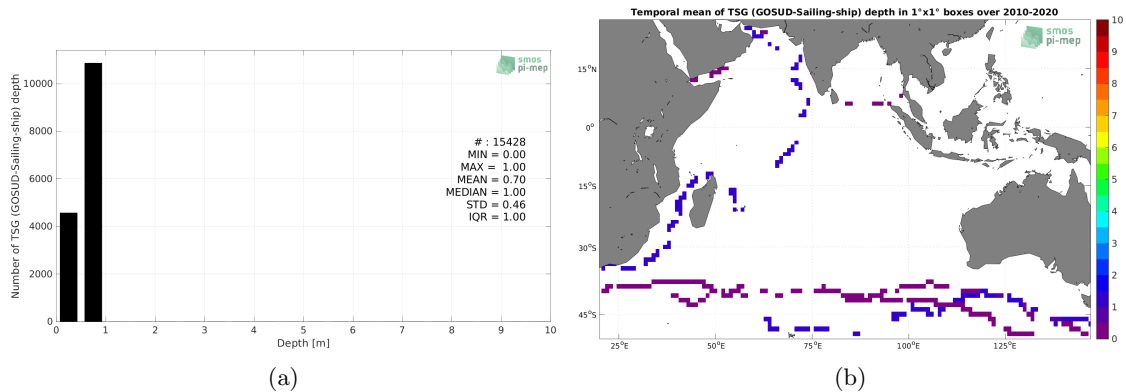 smos
pi-mep
Number of TSG (GOSUD-Sailing-ship) depth
10000
8000
6000
4000
2000
0
# : 15428
MIN = 0.00
MAX = 1.00
MEAN = 0.70
MEDIAN = 1.00
STD = 0.46
IQR = 1.00
0 1 2 3 4 5 6 7 8 9 10
Depth [m]
(a)
Temporal mean of TSG (GOSUD-Sailing-ship) depth in 1°x1° boxes over 2010-2020
smos
pi-mep
15°N
0°
15°S
30°S
45°S
25°E 50°E 75°E 100°E 125°E
10
9
8
7
6
5
4
3
2
1
0
(b)